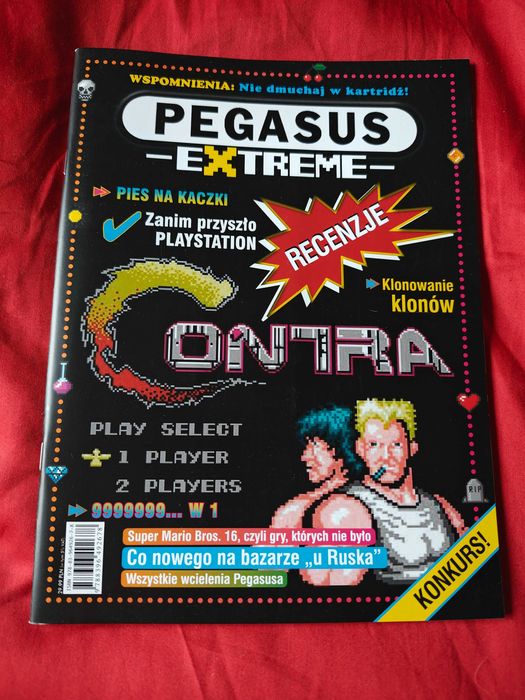 WSPOMNIENIA: Nie dmuchaj w kartridż!
PEGASUS
EXTREME
PIES NA KACZKI
Zanim przyszło
PLAYSTATION
RECENZJE
Klonowanie
klonów
CONTRA
PLAY SELECT
1 PLAYER
2 PLAYERS
9999999... W 1
RIP
Super Mario Bros. 16, czyli gry, których nie było
Co nowego na bazarze „u Ruska”
Wszystkie wcielenia Pegasusa
KONKURS!
9788396492678